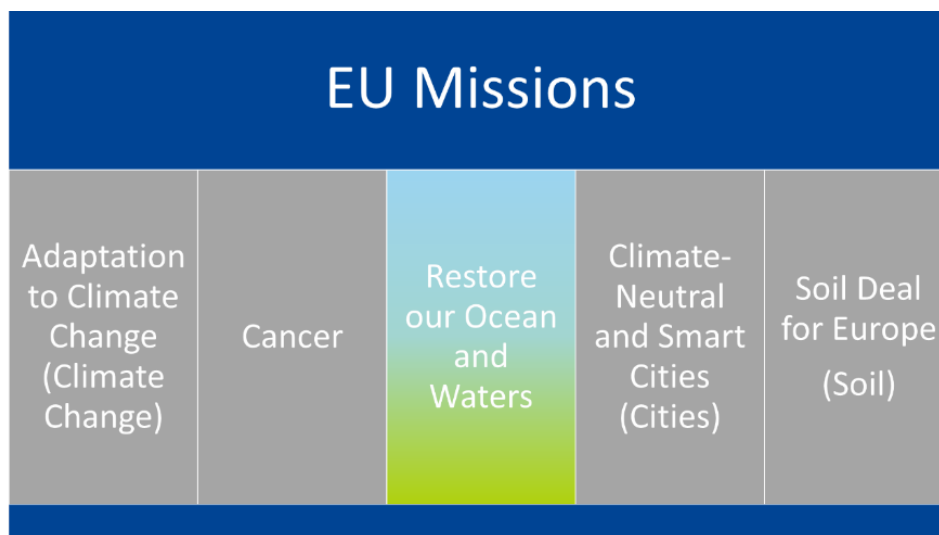 EU Missions
Adaptation
to Climate
Change
(Climate
Change)
Cancer
Restore
our Ocean
and
Waters
Climate-
Neutral
and Smart
Cities
(Cities)
Soil Deal
for Europe
(Soil)